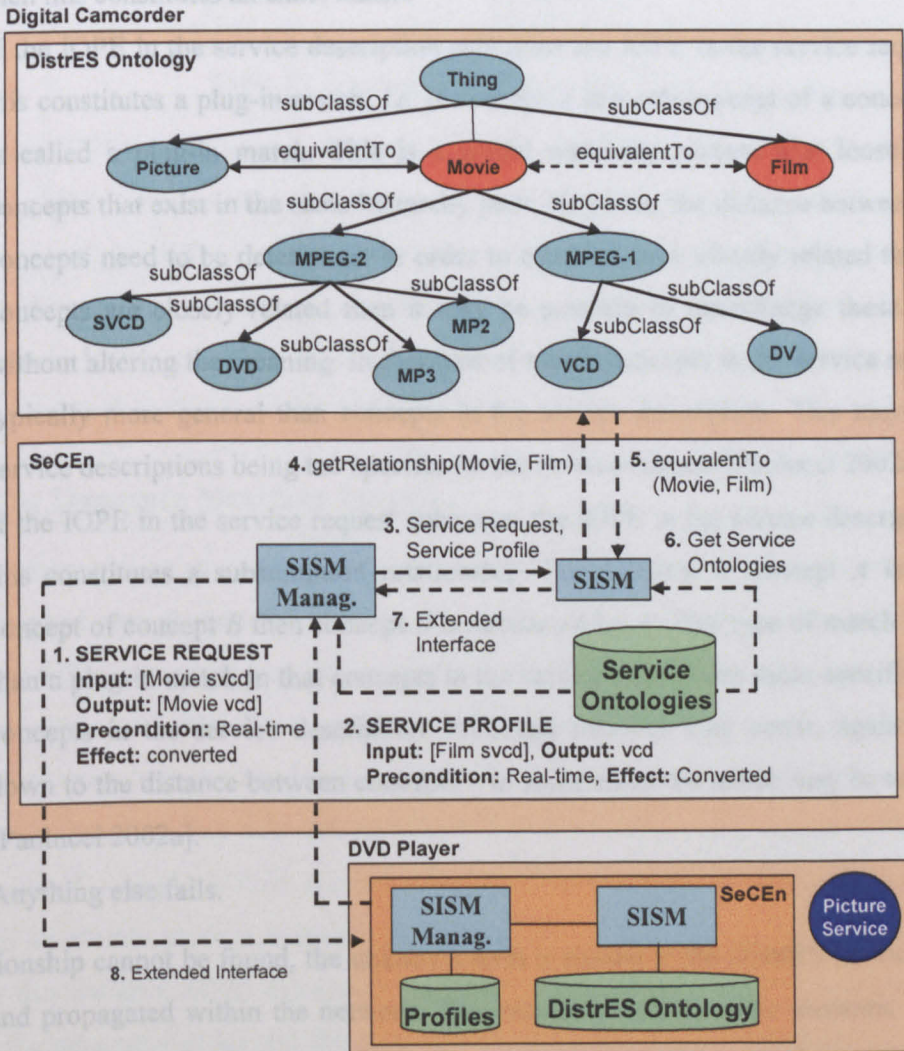 Digital Camcorder
DistrES Ontology
Thing
subClassOf
subClassOf
equivalentTo
equivalentTo
Picture
Movie
Film
subClassOf
subClassOf
MPEG-2
MPEG-1
subClassOf
subClassOf
subClassOf
subClassOf
SVCD
MP2
subClassOf
DVD
MP3
VCD
DV
SeCEn
4. getRelationship(Movie, Film)
5. equivalentTo
(Movie, Film)
3. Service Request,
Service Profile
6. Get Service
Ontologies
SISM
Manag.
SISM
7. Extended
Interface
1. SERVICE REQUEST
Input: [Movie svcd]
Output: [Movie vcd]
Precondition: Real-time
Effect: converted
Service
Ontologies
2. SERVICE PROFILE
Input: [Film svcd], Output: vcd
Precondition: Real-time, Effect: Converted
DVD Player
SeCEn
SISM
Manag.
SISM
Picture
Service
8. Extended Interface
Profiles
DistrES Ontology